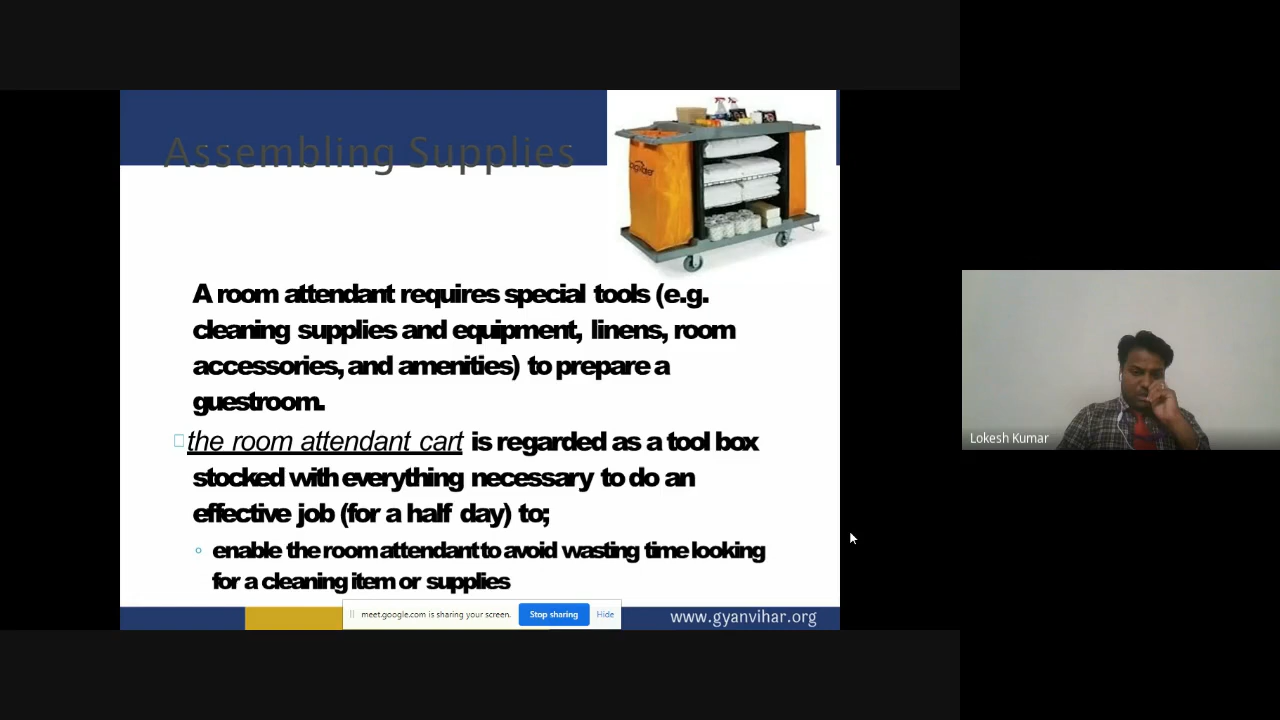 Assembling Supplies
A room attendant requires special tools (e.g.
cleaning supplies and equipment, linens, room
accessories, and amenities) to prepare a
guestroom.
the room attendant cart is regarded as a tool box
stocked with everything necessary to do an
effective job (for a half day) to;
enable the room attendant to avoid wasting time looking
for a cleaning item or supplies
meet.google.com is sharing your screen.
Stop sharing
Hide
www.gyanvihar.org
Lokesh Kumar